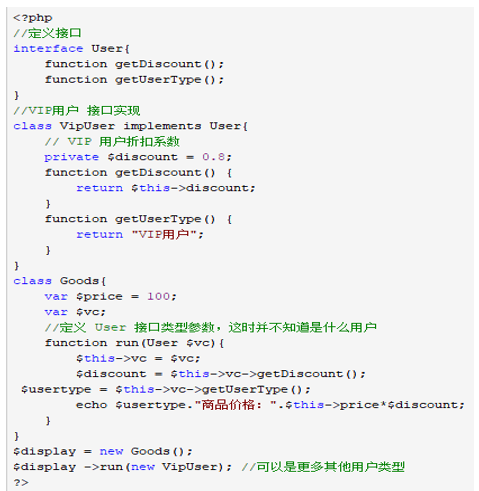 <?php
//定义接口
interface User{
    function getDiscount();
    function getUserType();
}
//VIP用户 接口实现
class VipUser implements User{
    // VIP 用户折扣系数
    private $discount = 0.8;
    function getDiscount() {
        return $this->discount;
    }
    function getUserType() {
        return "VIP用户";
    }
}
class Goods{
    var $price = 100;
    var $vc;
    //定义 User 接口类型参数，这时并不知道是什么用户
    function run(User $vc){
        $this->vc = $vc;
        $discount = $this->vc->getDiscount();
 $usertype = $this->vc->getUserType();
        echo $usertype."商品价格：".$this->price*$discount;
    }
}
$display = new Goods();
$display ->run(new VipUser); //可以是更多其他用户类型
?>